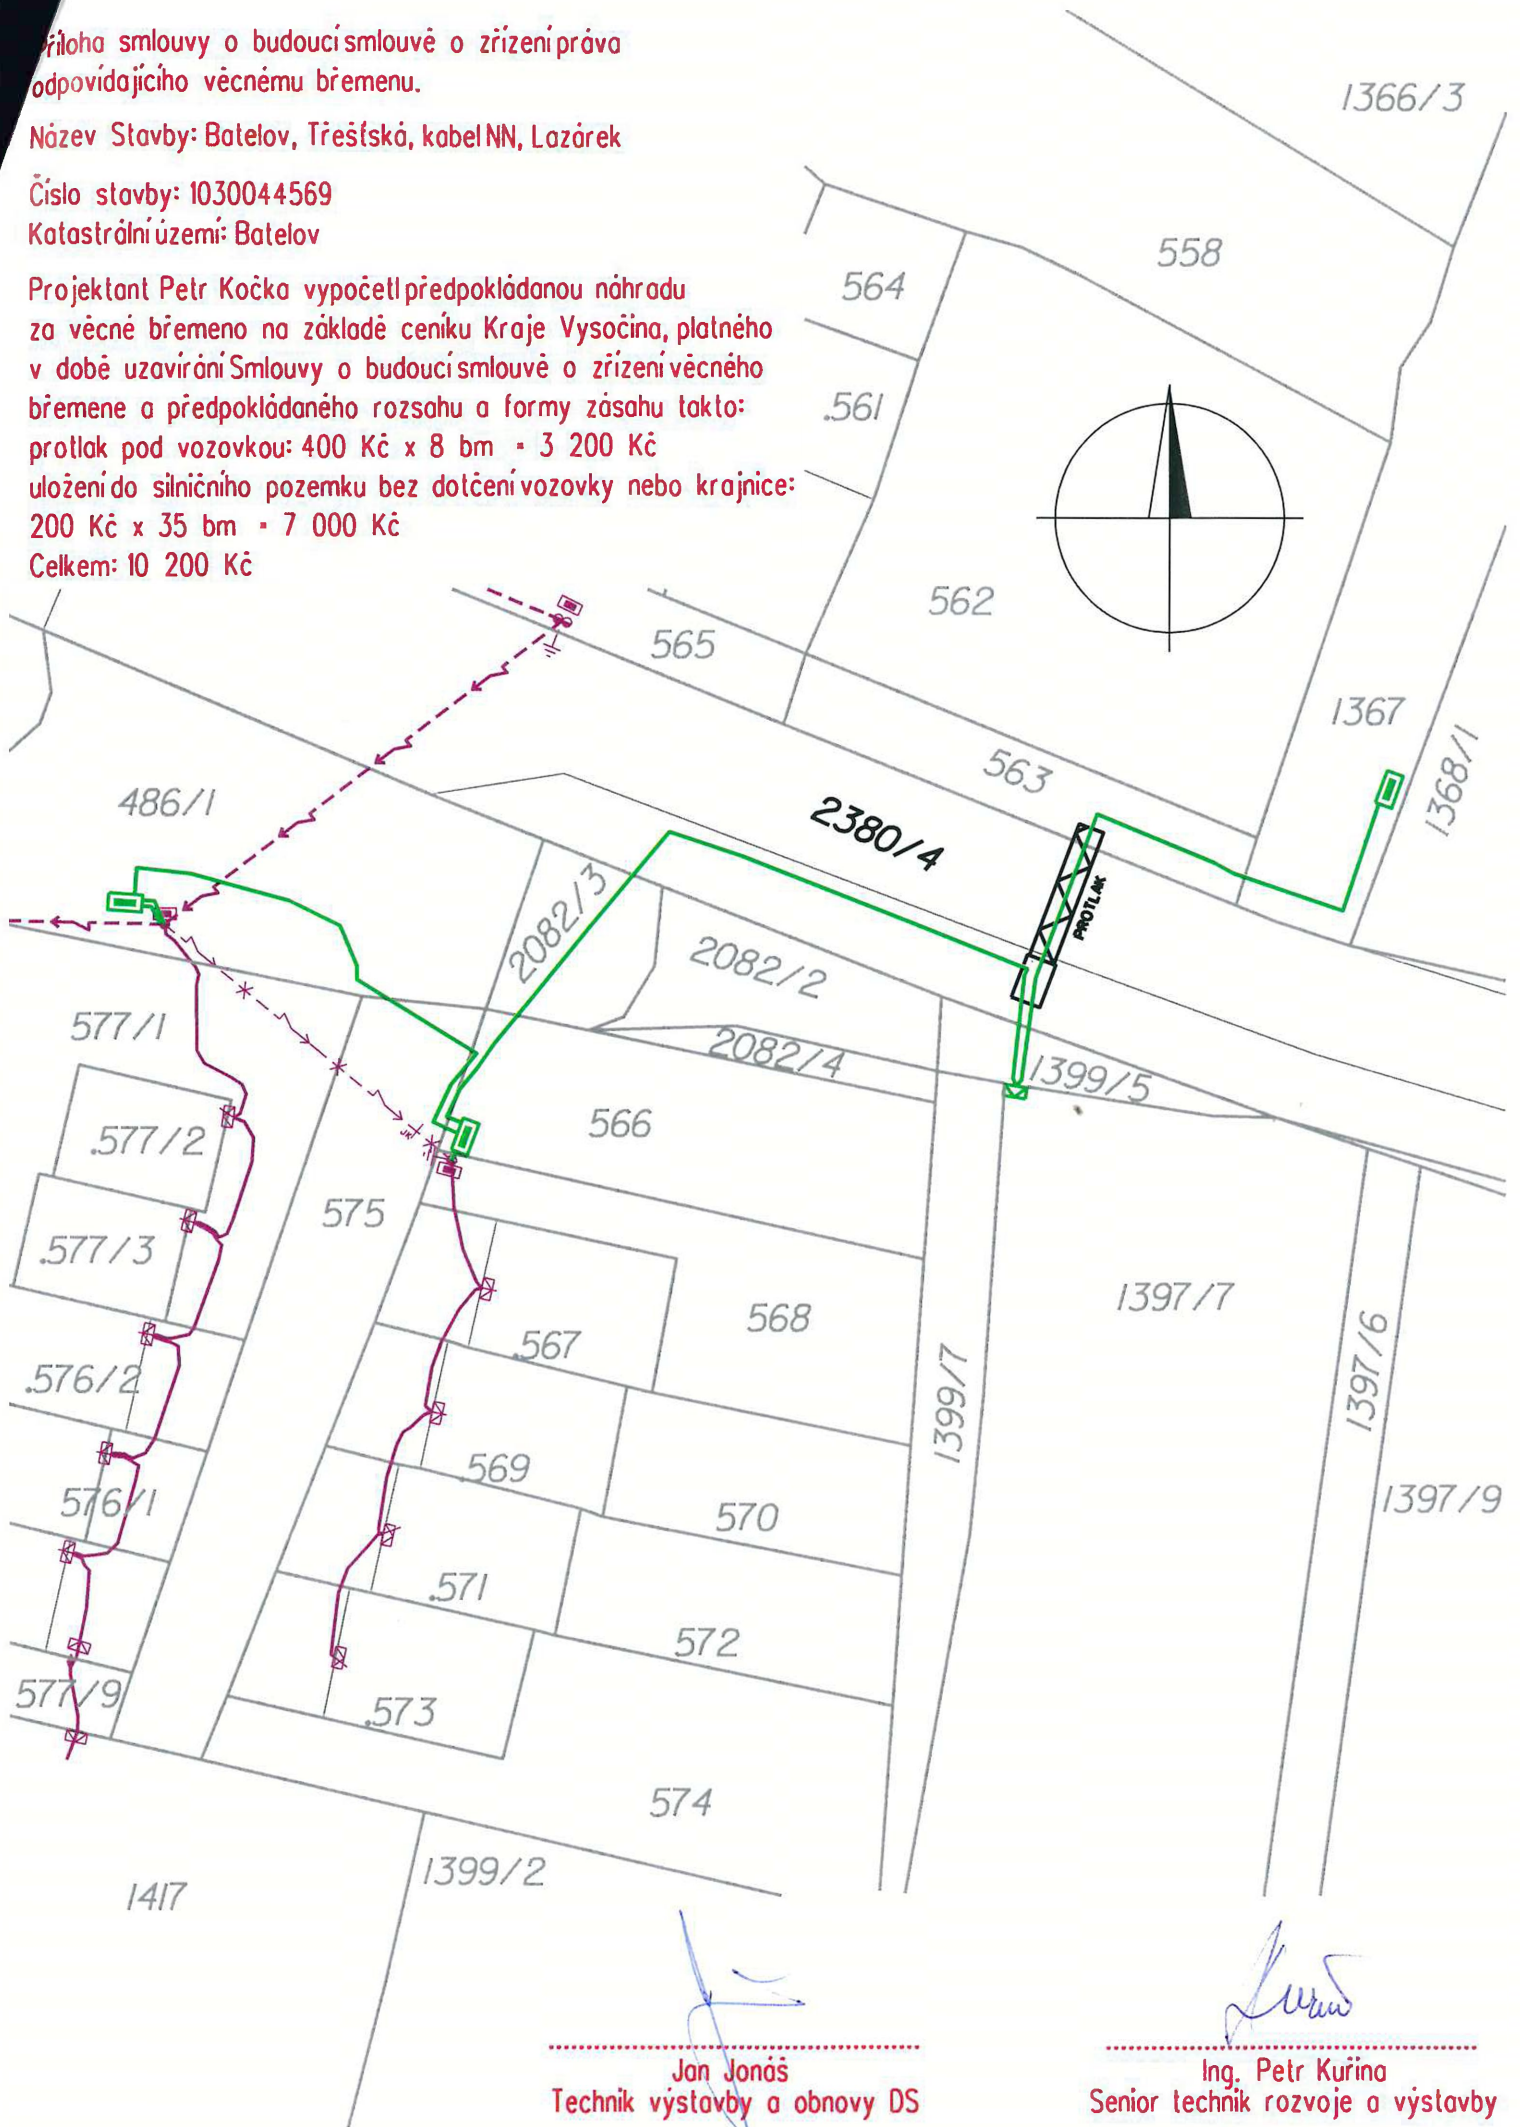 Příloha smlouvy o budoucí smlouvě o zřízení práva
odpovídajícího věcnému břemenu.
Název Stavby: Batelov, Třešťská, kabel NN, Lazárek
Číslo stavby: 1030044569
Katastrální území: Batelov
Projektant Petr Kočka vypočetl předpokládanou náhradu
za věcné břemeno na základě ceníku Kraje Vysočina, platného
v době uzavírání Smlouvy o budoucí smlouvě o zřízení věcného
břemene a předpokládaného rozsahu a formy zásahu takto:
protlak pod vozovkou: 400 Kč x 8 bm = 3 200 Kč
uložení do silničního pozemku bez dotčení vozovky nebo krajnice:
200 Kč x 35 bm = 7 000 Kč
Celkem: 10 200 Kč
1366/3
558
564
.561
562
565
1367
563
1368/1
486/1
2380/4
PROTLAK
2082/3
2082/2
577/1
2082/4
1399/5
566
.577/2
575
.577/3
1397/7
568
.567
1397/6
.576/2
1399/7
.569
576/1
570
1397/9
.571
572
577/9
.573
574
1399/2
1417
Jan Jonáš
Technik výstavby a obnovy DS
Ing. Petr Kuřina
Senior technik rozvoje a výstavby